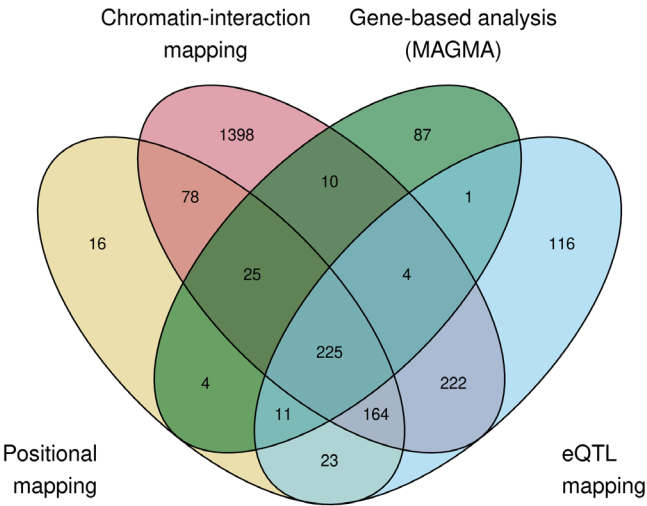 Chromatin-interaction
mapping
Gene-based analysis
(MAGMA)
1398
87
78
10
1
16
116
25
4
225
4
222
11
164
23
Positional
mapping
eQTL
mapping